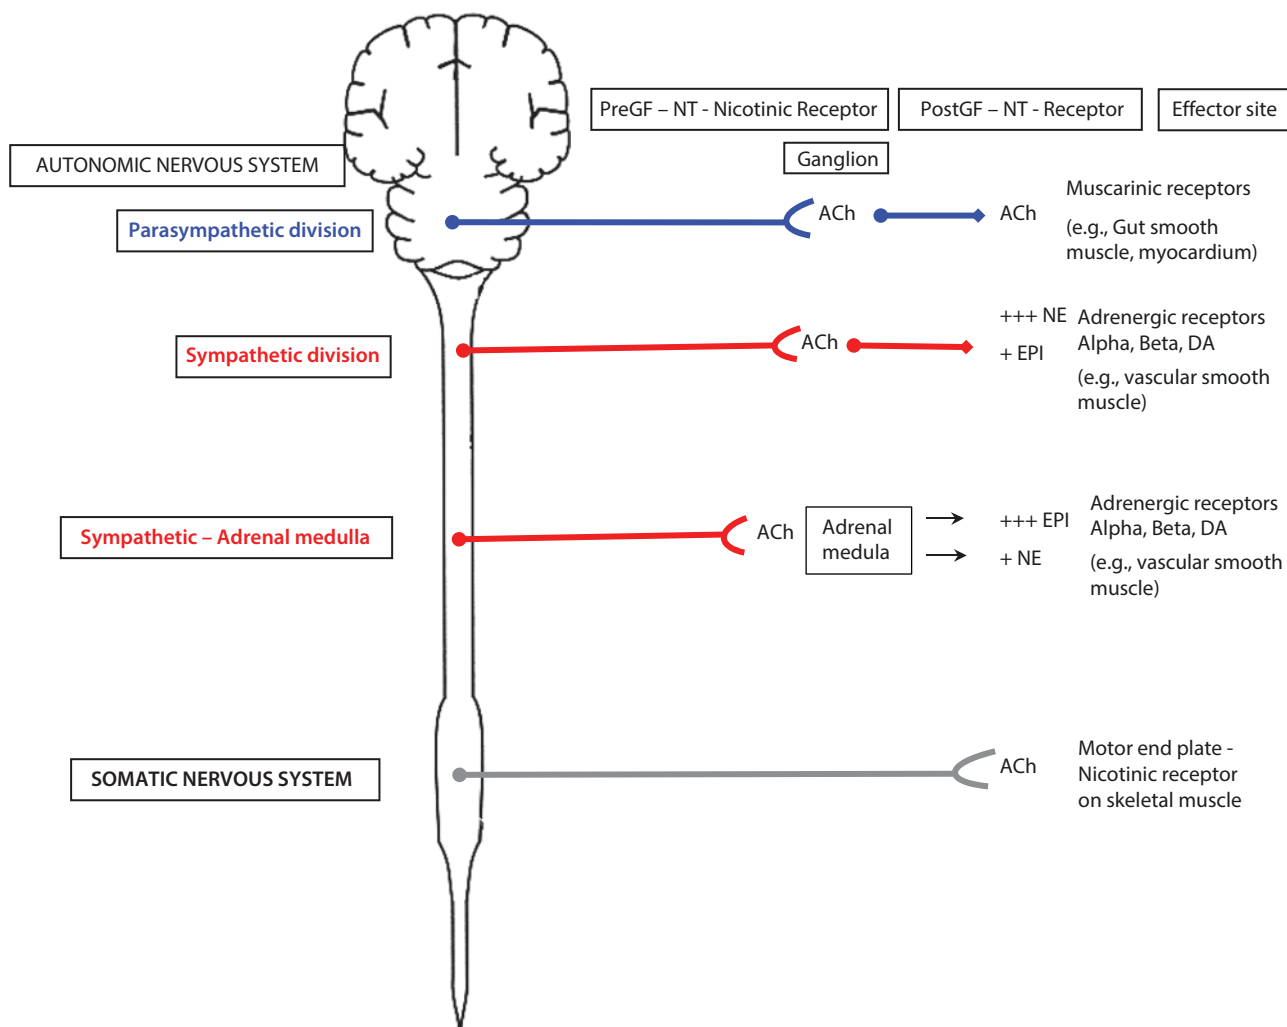 PreGF – NT - Nicotinic Receptor
PostGF – NT - Receptor
Effector site
AUTONOMIC NERVOUS SYSTEM
Ganglion
Parasympathetic division
ACh
ACh
Muscarinic receptors
(e.g., Gut smooth
muscle, myocardium)
Sympathetic division
ACh
+++ NE
+ EPI
Adrenergic receptors
Alpha, Beta, DA
(e.g., vascular smooth
muscle)
Sympathetic – Adrenal medulla
ACh
Adrenal
medula
+++ EPI
+ NE
Adrenergic receptors
Alpha, Beta, DA
(e.g., vascular smooth
muscle)
SOMATIC NERVOUS SYSTEM
ACh
Motor end plate -
Nicotinic receptor
on skeletal muscle